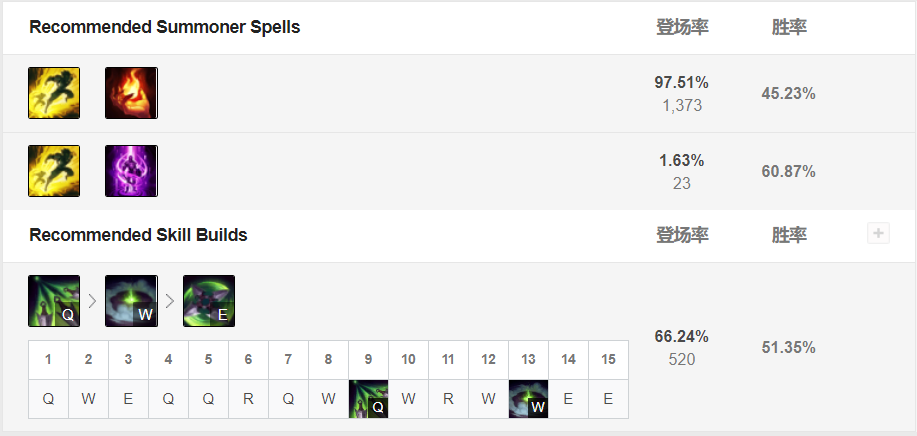 Recommended Summoner Spells 登场率 胜率
97.51%
1,373
45.23%
1.63%
23
60.87%
Recommended Skill Builds 登场率 胜率 +
Q W E
66.24%
520
51.35%
1 2 3 4 5 6 7 8 9 10 11 12 13 14 15
Q W E Q Q R Q W Q W R W W E E